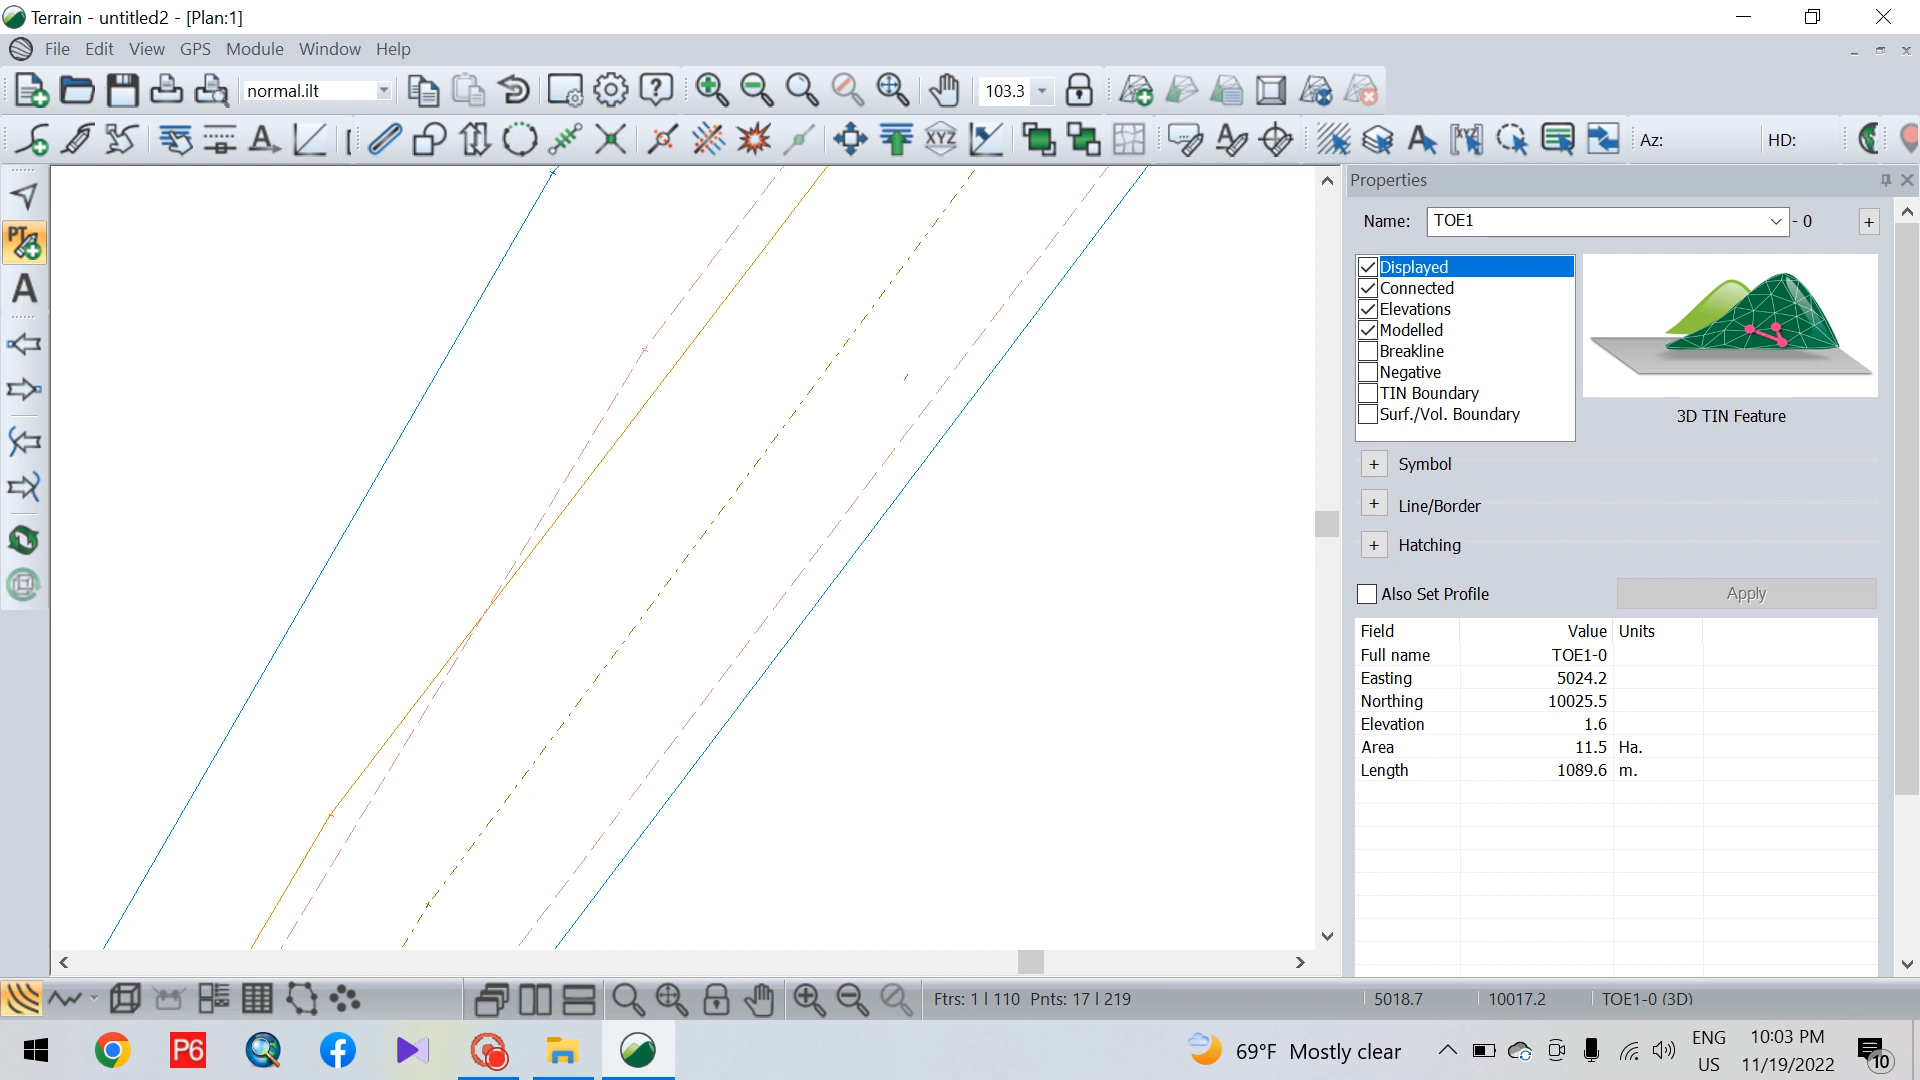 Terrain - untitled2 - [Plan:1]
File Edit View GPS Module Window Help
normal.ilt
103.3
A
XYZ
A
A
XYZ
Az:
HD:
PT
A
Properties
Name: TOE1 - 0
Displayed
Connected
Elevations
Modelled
Breakline
Negative
TIN Boundary
Surf./Vol. Boundary
3D TIN Feature
Symbol
Line/Border
Hatching
Also Set Profile
Apply
Field Value Units
Full name TOE1-0
Easting 5024.2
Northing 10025.5
Elevation 1.6
Area 11.5 Ha.
Length 1089.6 m.
Ftrs: 1 | 110 Pnts: 17 | 219
5018.7
10017.2
TOE1-0 (3D)
P6
69°F Mostly clear
ENG
US
10:03 PM
11/19/2022
10